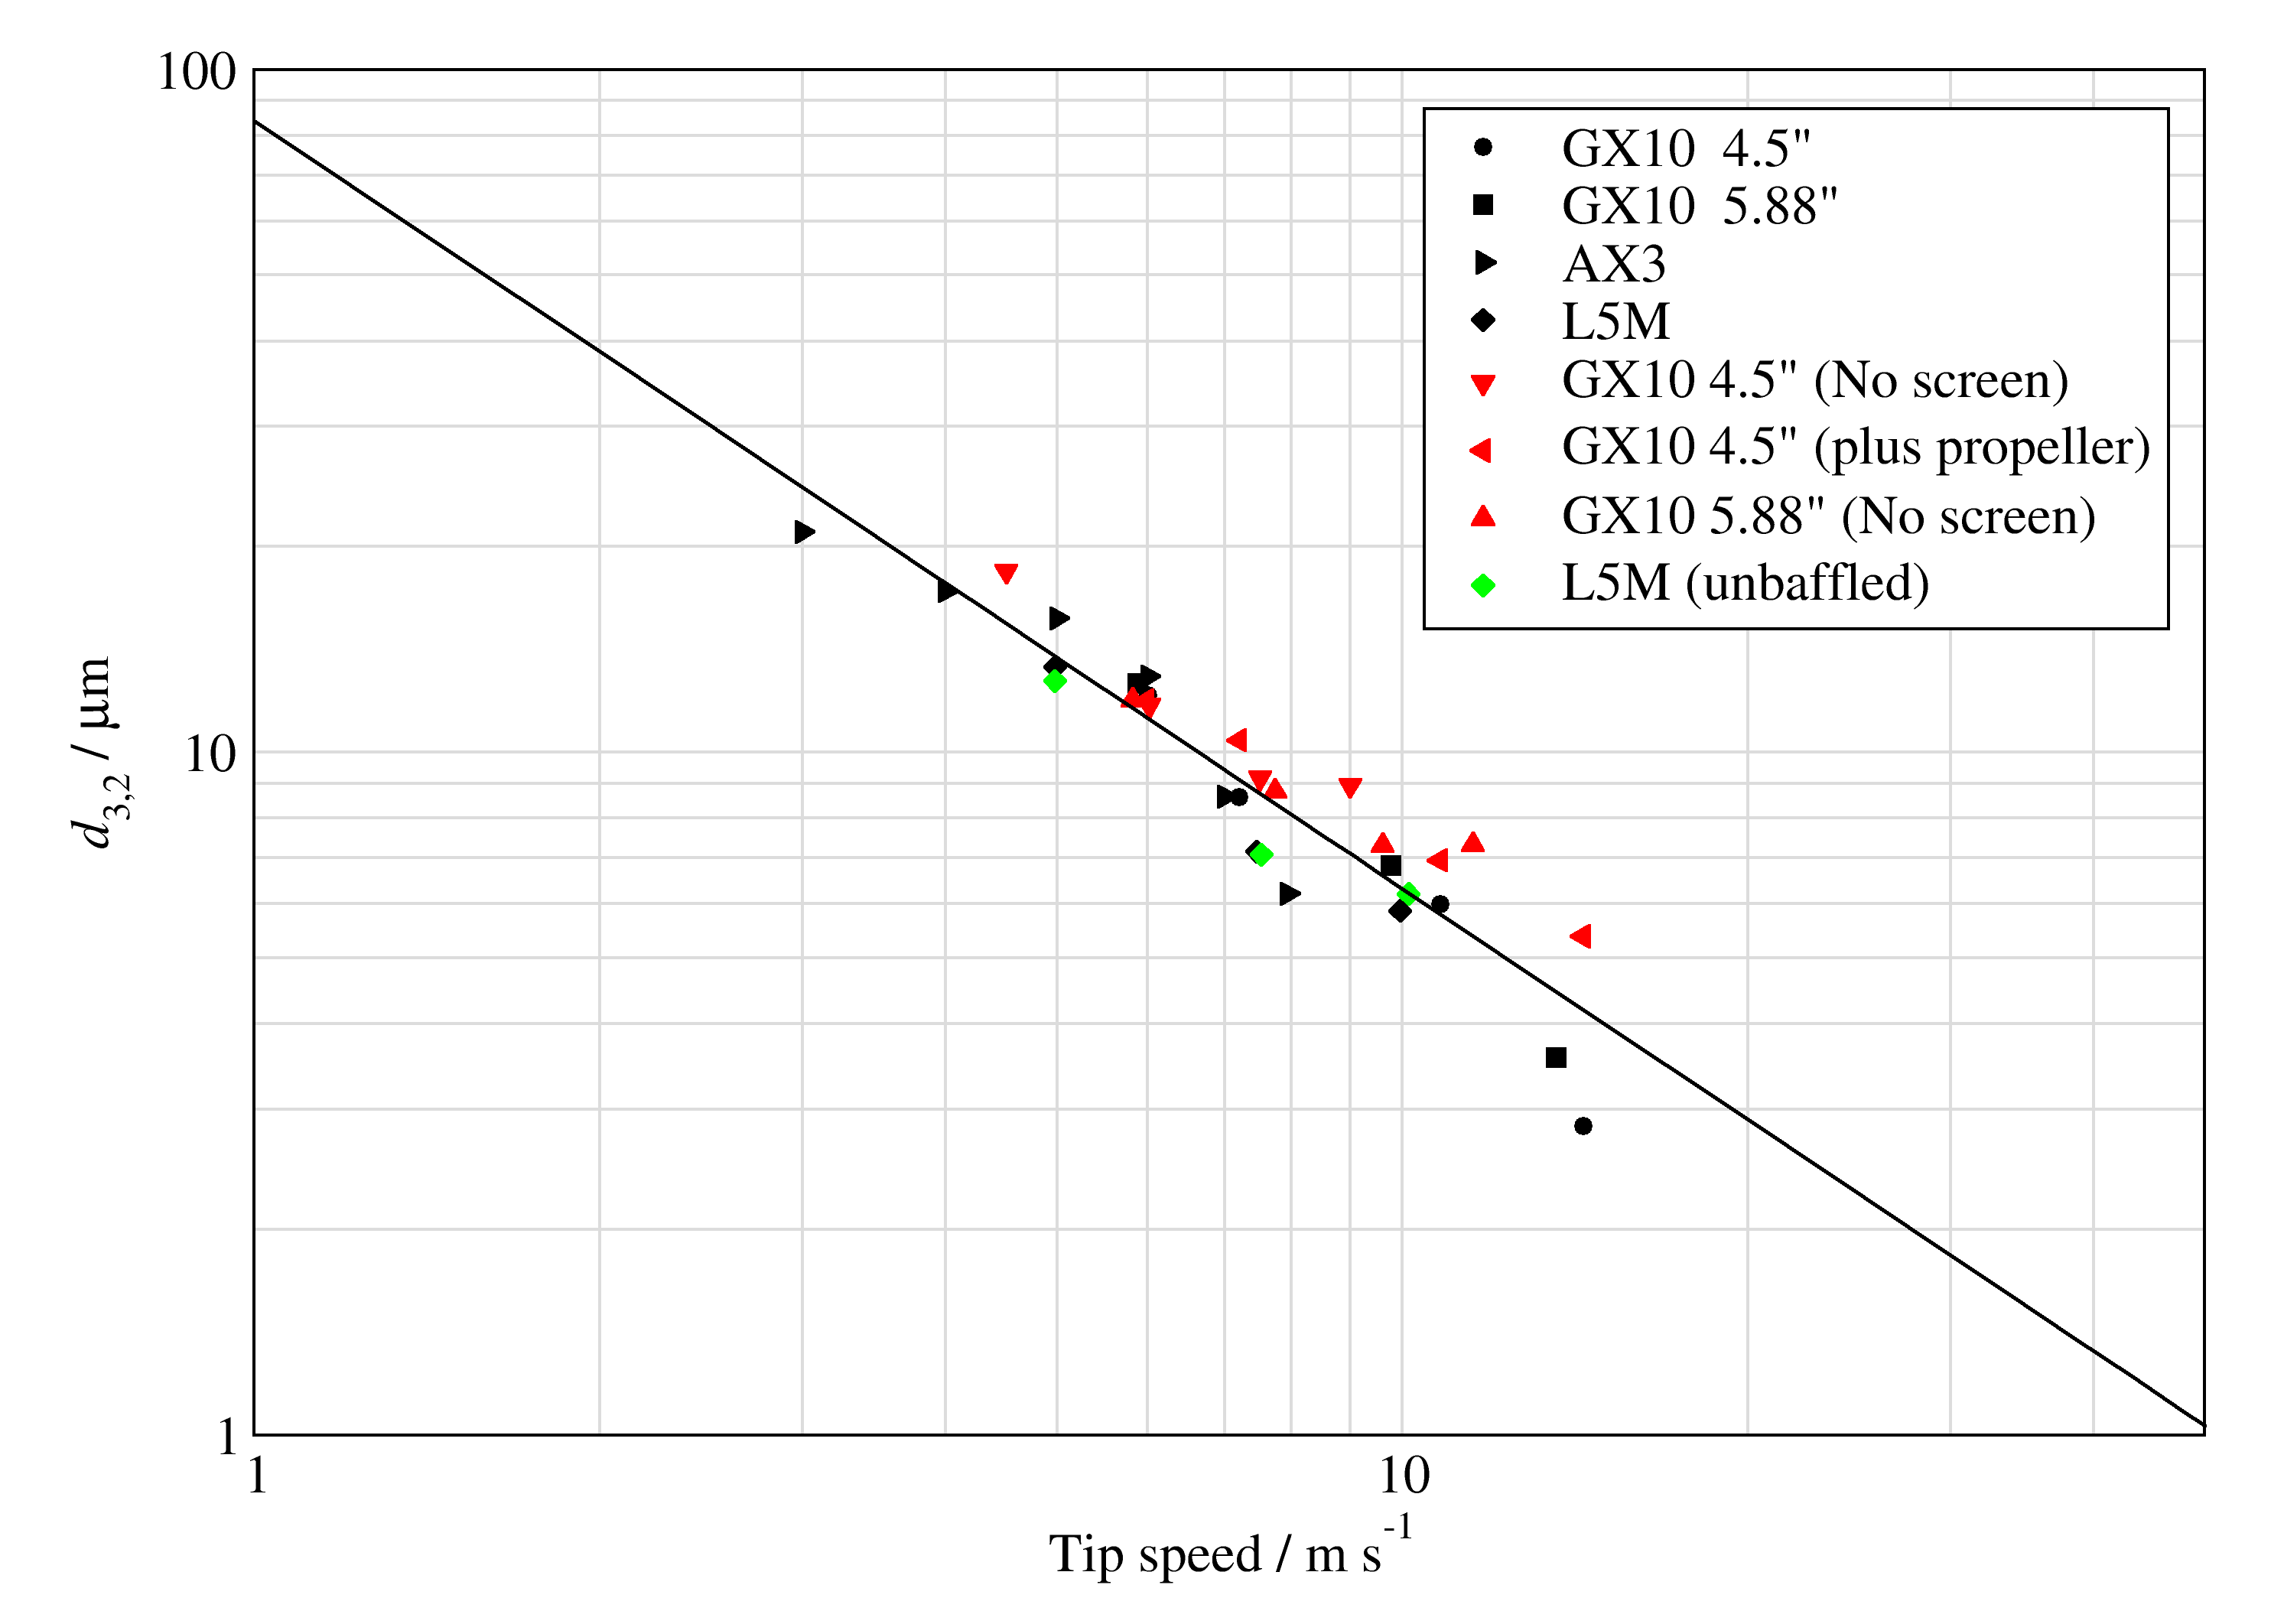 100
10
1
d3,2 / μm
1
10
Tip speed / m s-1
GX10 4.5"
GX10 5.88"
AX3
L5M
GX10 4.5" (No screen)
GX10 4.5" (plus propeller)
GX10 5.88" (No screen)
L5M (unbaffled)